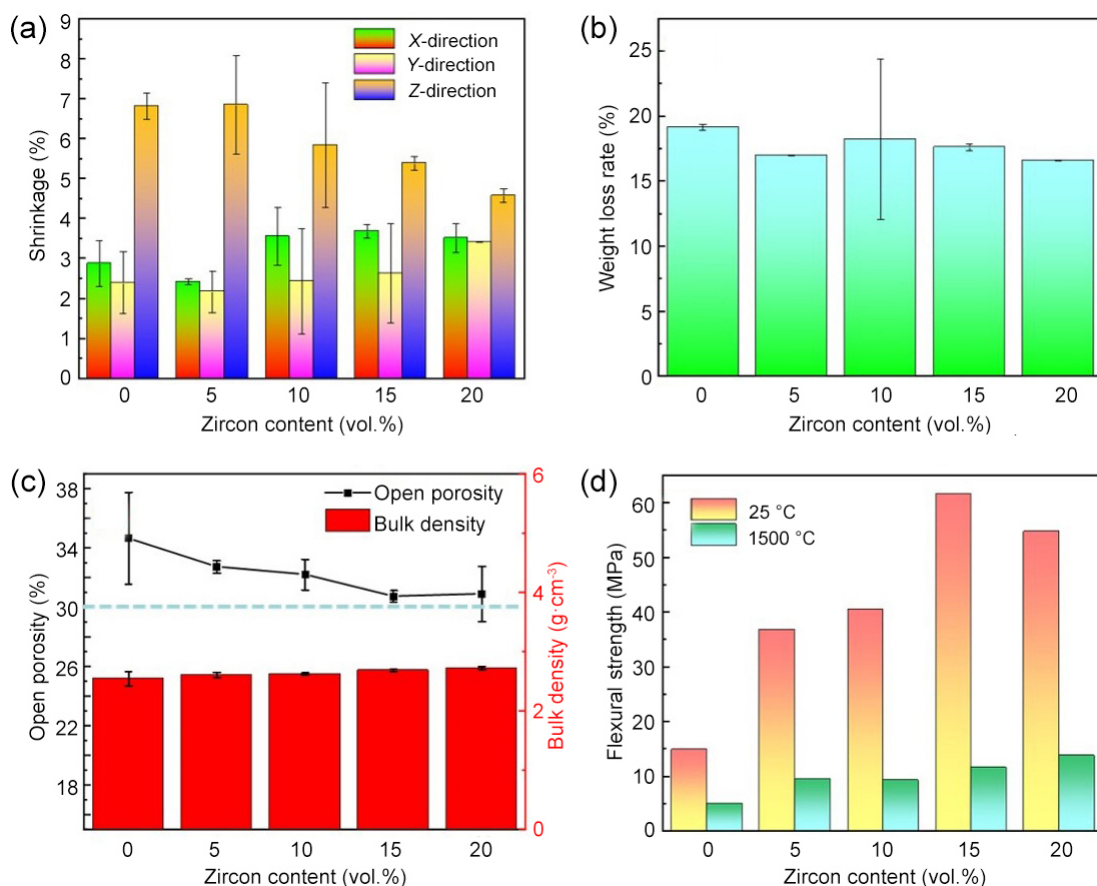 (a)
9
8
7
6
5
4
3
2
1
0
Shrinkage (%)
X-direction
Y-direction
Z-direction
0 5 10 15 20
Zircon content (vol.%)
(b)
25
20
15
10
5
0
Weight loss rate (%)
0 5 10 15 20
Zircon content (vol.%)
(c)
38
34
30
26
22
18
Open porosity (%)
Open porosity
Bulk density
6
4
2
0
Bulk density (g·cm-3)
0 5 10 15 20
Zircon content (vol.%)
(d)
60
50
40
30
20
10
0
Flexural strength (MPa)
25 °C
1500 °C
0 5 10 15 20
Zircon content (vol.%)